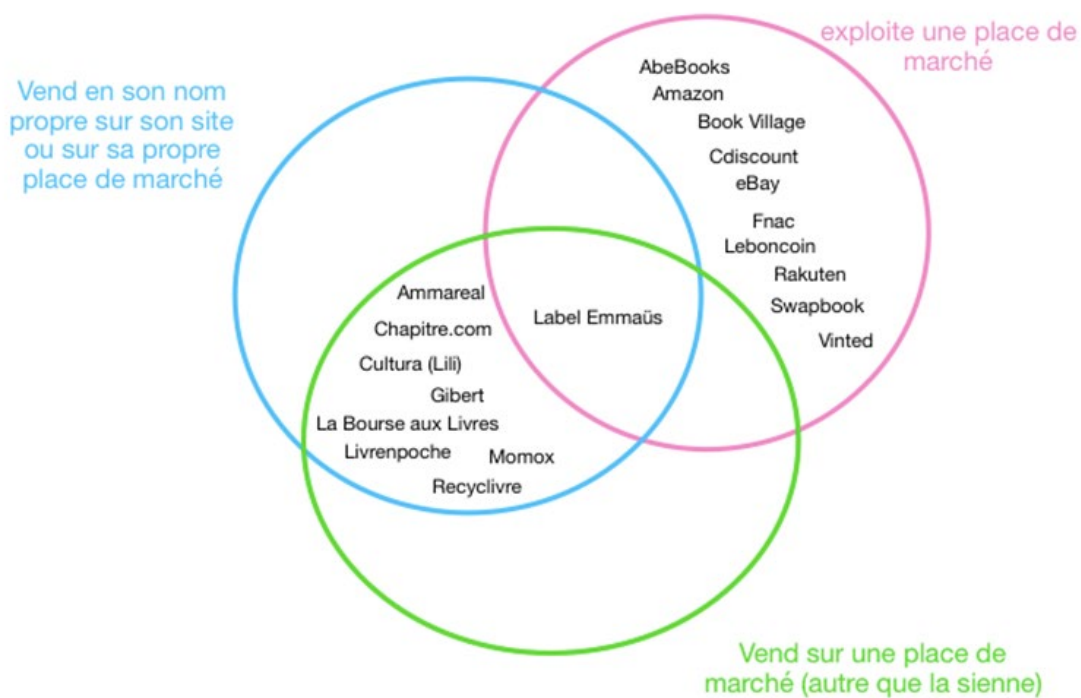 exploite une place de
marché
Vend en son nom
propre sur son site
ou sur sa propre
place de marché
AbeBooks
Amazon
Book Village
Cdiscount
eBay
Fnac
Leboncoin
Rakuten
Swapbook
Vinted
Ammareal
Chapitre.com
Cultura (Lili)
Gibert
La Bourse aux Livres
Livrenpoche
Momox
Recyclivre
Label Emmaüs
Vend sur une place de
marché (autre que la sienne)